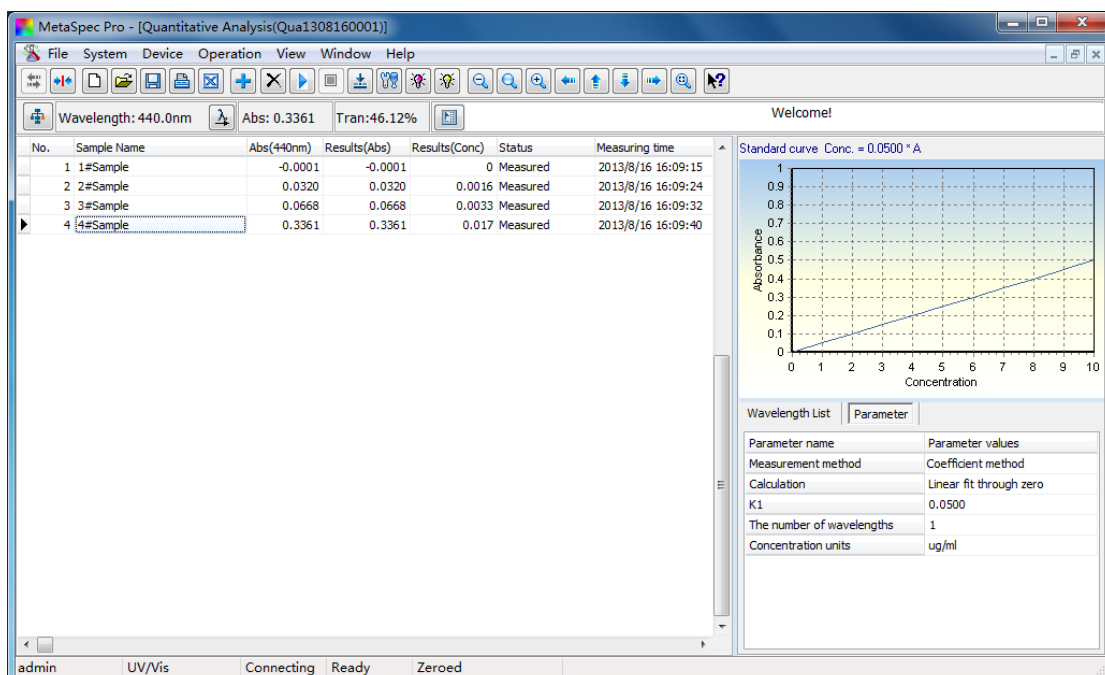 MetaSpec Pro - [Quantitative Analysis(Qua1308160001)]
File System Device Operation View Window Help
Wavelength: 440.0nm λ Abs: 0.3361 Tran:46.12% Welcome!
No. Sample Name Abs(440nm) Results(Abs) Results(Conc) Status Measuring time
1 1#Sample -0.0001 -0.0001 0 Measured 2013/8/16 16:09:15
2 2#Sample 0.0320 0.0320 0.0016 Measured 2013/8/16 16:09:24
3 3#Sample 0.0668 0.0668 0.0033 Measured 2013/8/16 16:09:32
4 4#Sample 0.3361 0.3361 0.017 Measured 2013/8/16 16:09:40
Standard curve Conc. = 0.0500 * A
1
0.9
0.8
0.7
0.6
0.5
0.4
0.3
0.2
0.1
0
Absorbance
0 1 2 3 4 5 6 7 8 9 10
Concentration
Wavelength List Parameter
Parameter name Parameter values
Measurement method Coefficient method
Calculation Linear fit through zero
K1 0.0500
The number of wavelengths 1
Concentration units ug/ml
admin UV/Vis Connecting Ready Zeroed